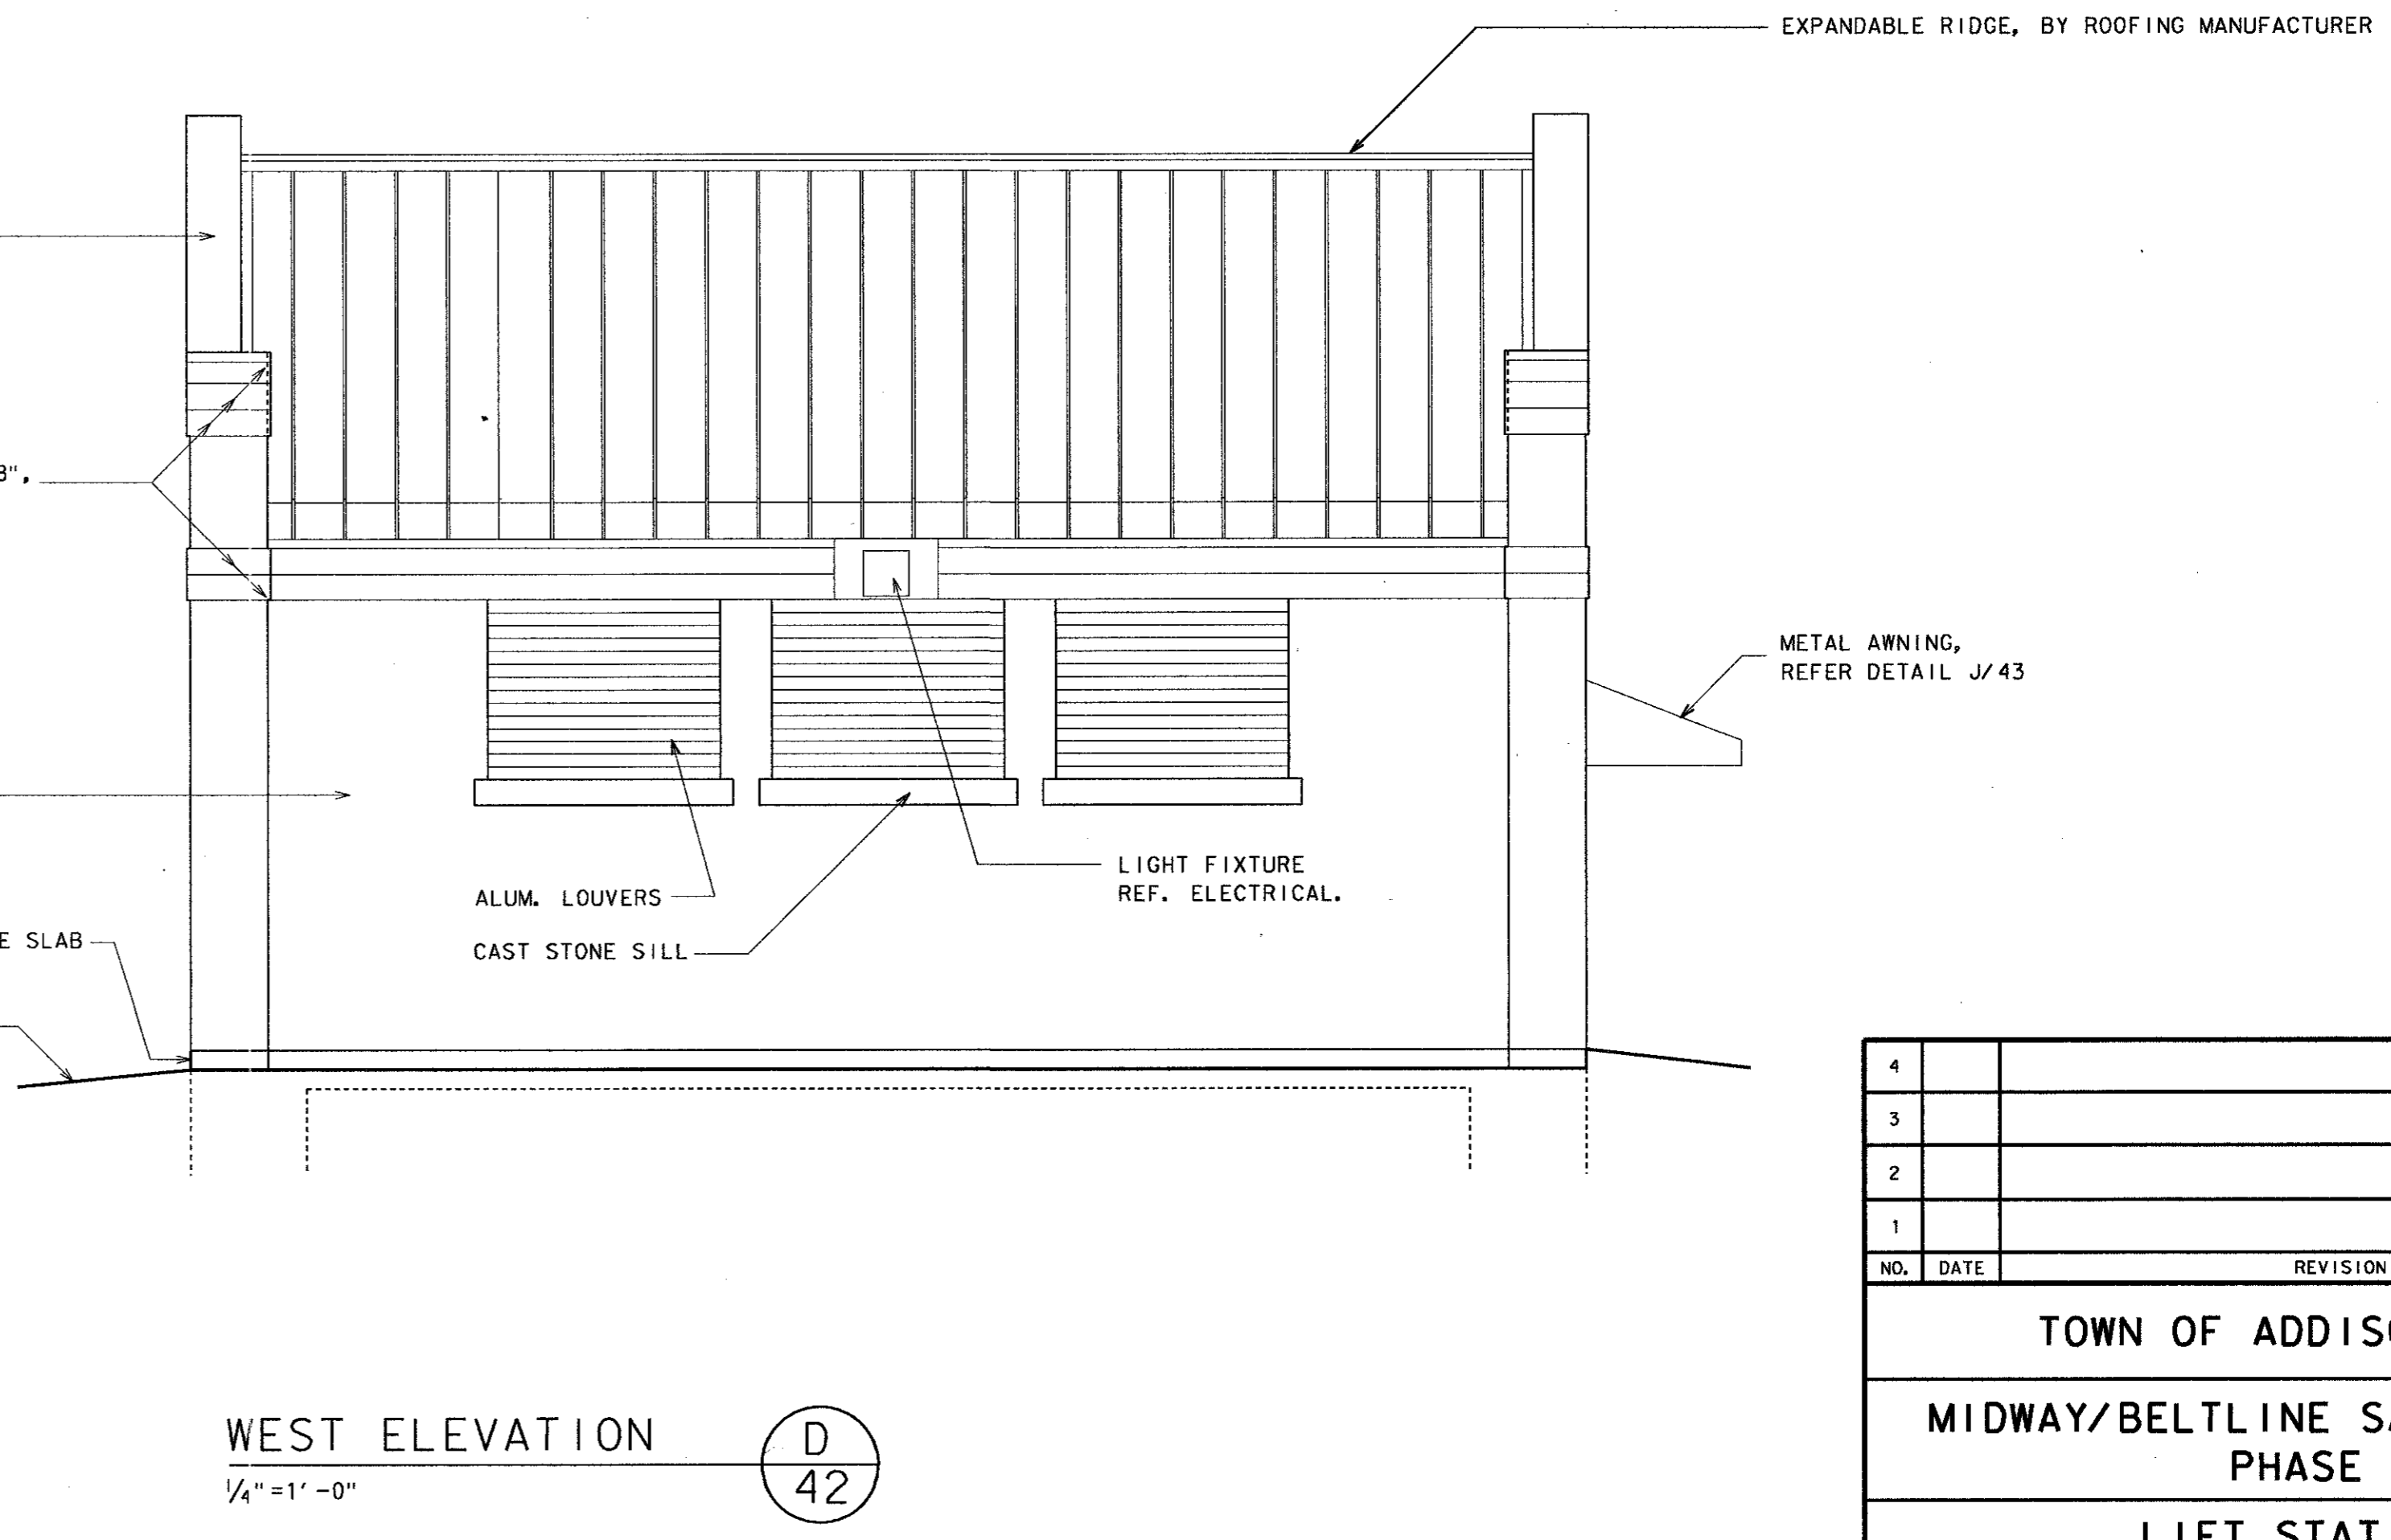 EXPANDABLE RIDGE, BY ROOFING MANUFACTURER
METAL AWNING,
REFER DETAIL J/43
LIGHT FIXTURE
REF. ELECTRICAL.
ALUM. LOUVERS
CAST STONE SILL
SLAB
4
3
2
1
NO. DATE REVISION
TOWN OF
MIDWAY/BELTLINE
PHASE
LIFT
WEST ELEVATION
1/4"=1'-0"
D
42